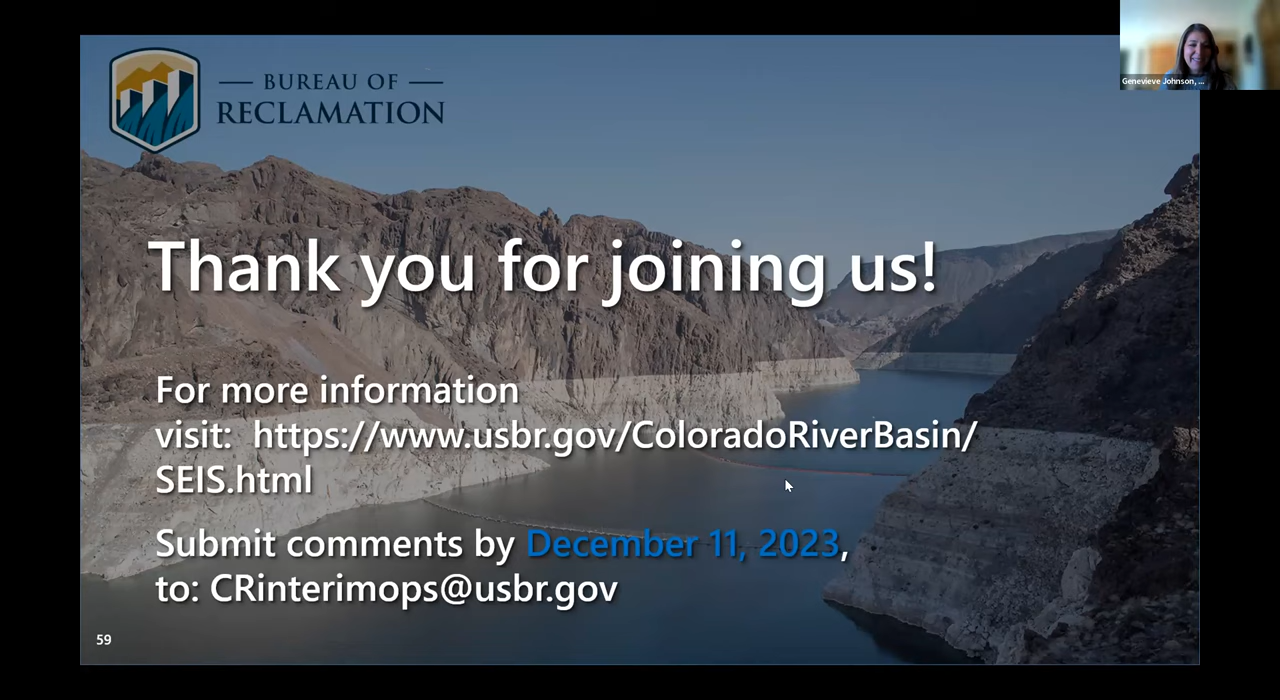 BUREAU OF
RECLAMATION
Genevieve Johnson, ...
Thank you for joining us!
For more information
visit: https://www.usbr.gov/ColoradoRiverBasin/
SEIS.html
Submit comments by December 11, 2023,
to: CRinterimops@usbr.gov
59